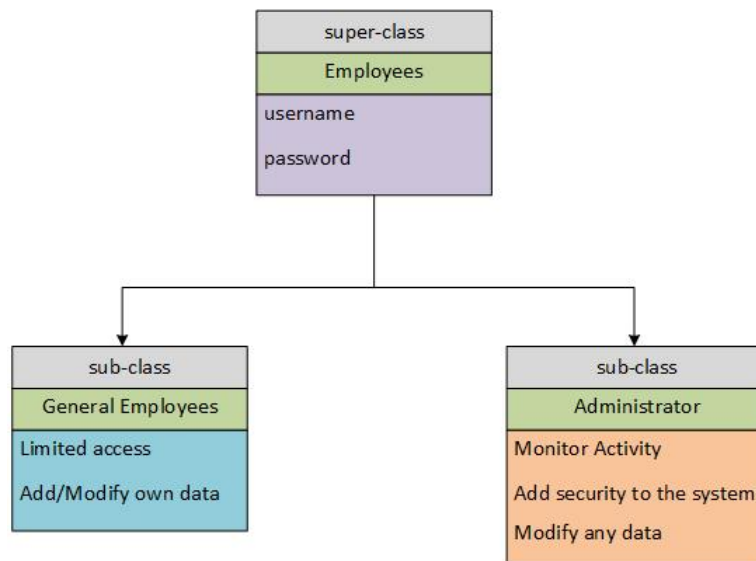 super-class
Employees
username
password
sub-class
General Employees
Limited access
Add/Modify own data
sub-class
Administrator
Monitor Activity
Add security to the system
Modify any data